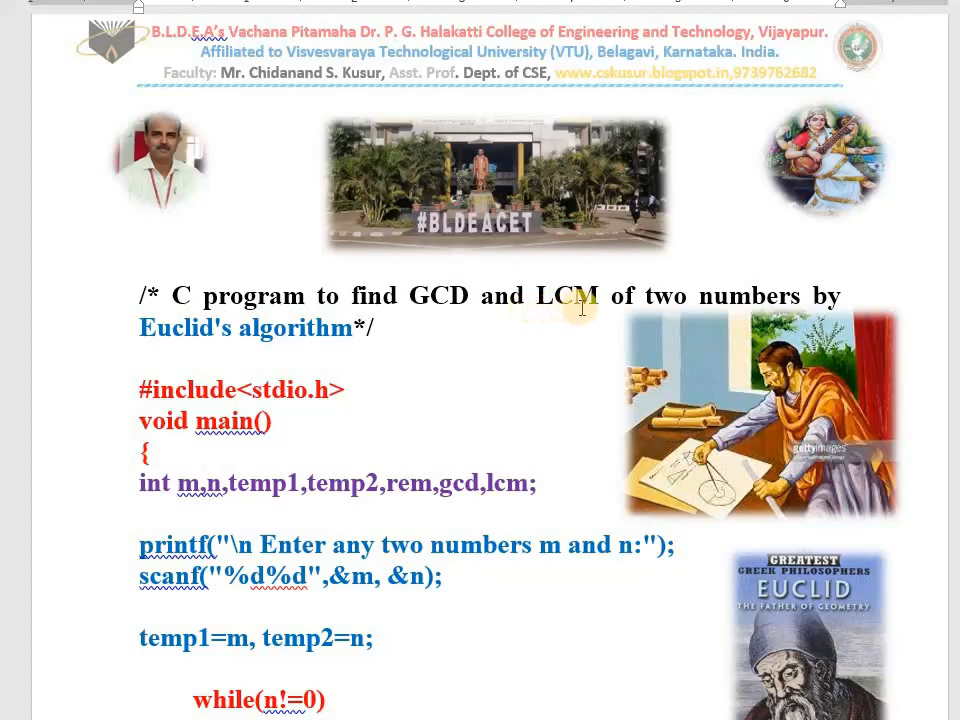 B.L.D.E.A's Vachana Pitamaha Dr. P. G. Halakatti College of Engineering and Technology, Vijayapur.
Affiliated to Visvesvaraya Technological University (VTU), Belagavi, Karnataka. India.
Faculty: Mr. Chidanand S. Kusur, Asst. Prof. Dept. of CSE, www.cskusur.blogspot.in,9739762682
#BLDEACET
/* C program to find GCD and LCM of two numbers by
Euclid's algorithm*/
#include<stdio.h>
void main()
{
int m,n,temp1,temp2,rem,gcd,lcm;
gettyimages
printf("\n Enter any two numbers m and n:");
scanf("%d%d",&m, &n);
GREATEST
GREEK PHILOSOPHERS
EUCLID
THE FATHER OF GEOMETRY
temp1=m, temp2=n;
while(n!=0)